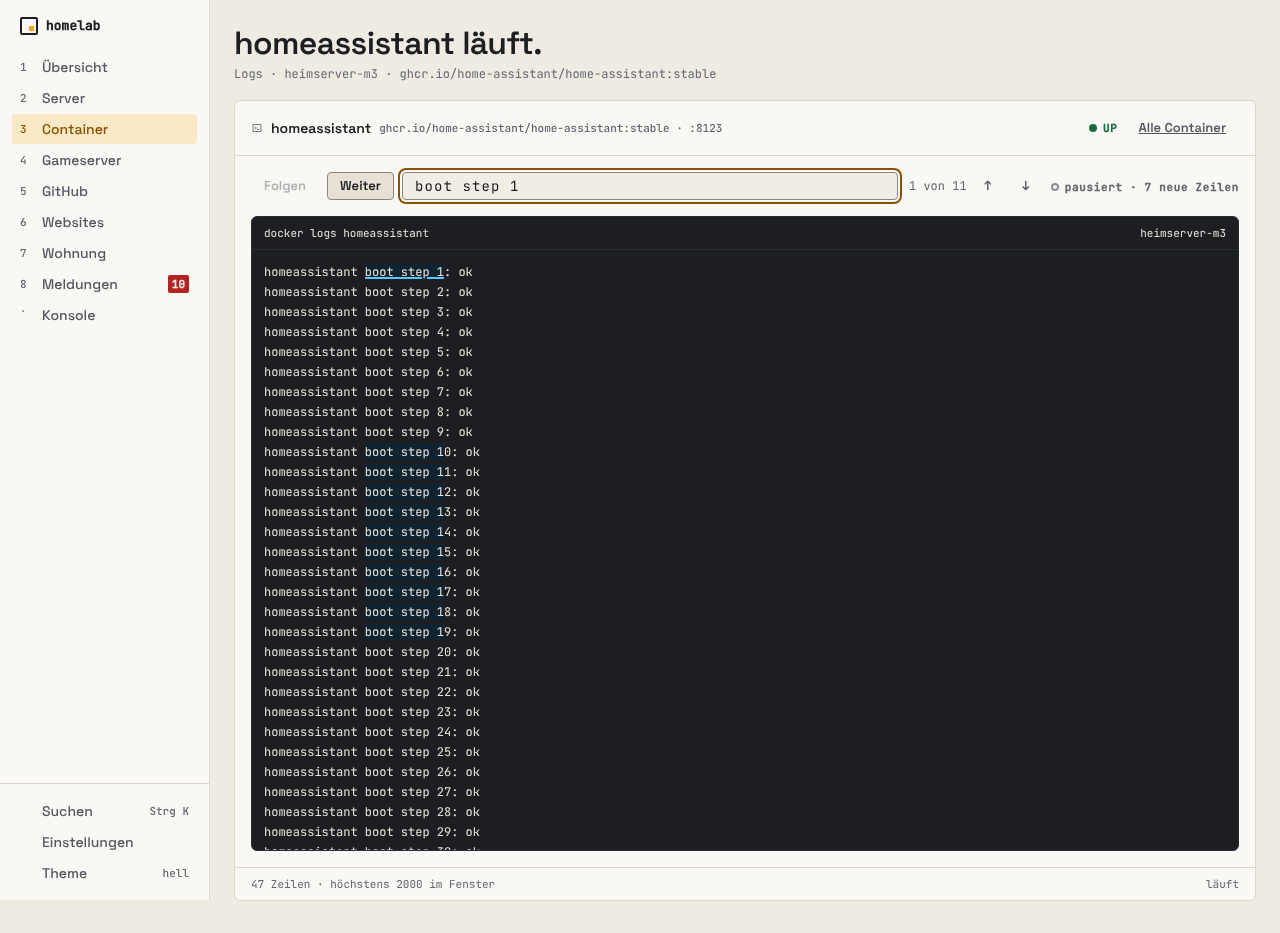 homelab
1 Übersicht
2 Server
3 Container
4 Gameserver
5 GitHub
6 Websites
7 Wohnung
8 Meldungen 10
` Konsole
Suchen Strg K
Einstellungen
Theme hell
homeassistant läuft.
Logs · heimserver-m3 · ghcr.io/home-assistant/home-assistant:stable
homeassistant ghcr.io/home-assistant/home-assistant:stable · :8123 UP Alle Container
Folgen Weiter boot step 1 1 von 11 ↑ ↓ pausiert · 7 neue Zeilen
docker logs homeassistant heimserver-m3
homeassistant boot step 1: ok
homeassistant boot step 2: ok
homeassistant boot step 3: ok
homeassistant boot step 4: ok
homeassistant boot step 5: ok
homeassistant boot step 6: ok
homeassistant boot step 7: ok
homeassistant boot step 8: ok
homeassistant boot step 9: ok
homeassistant boot step 10: ok
homeassistant boot step 11: ok
homeassistant boot step 12: ok
homeassistant boot step 13: ok
homeassistant boot step 14: ok
homeassistant boot step 15: ok
homeassistant boot step 16: ok
homeassistant boot step 17: ok
homeassistant boot step 18: ok
homeassistant boot step 19: ok
homeassistant boot step 20: ok
homeassistant boot step 21: ok
homeassistant boot step 22: ok
homeassistant boot step 23: ok
homeassistant boot step 24: ok
homeassistant boot step 25: ok
homeassistant boot step 26: ok
homeassistant boot step 27: ok
homeassistant boot step 28: ok
homeassistant boot step 29: ok
47 Zeilen · höchstens 2000 im Fenster läuft